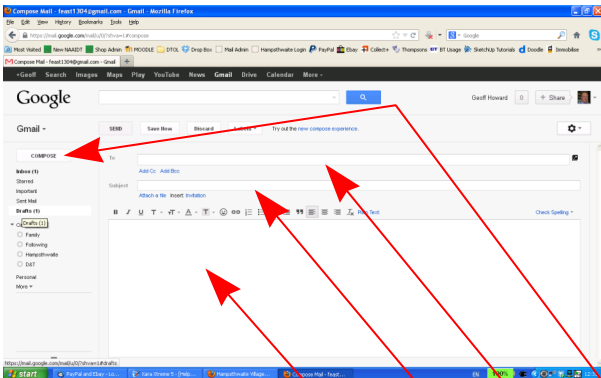 Compose Mail - feast1304@gmail.com - Gmail - Mozilla Firefox
File Edit View History Bookmarks Tools Help
https://mail.google.com/mail/u/0/?shva=1#compose
Google
Most Visited New NAAIDT Shop Admin MOODLE DTOL Drop Box Mail Admin Hampsthwaite Login PayPal Ebay Collect+ Thompsons BT Usage SketchUp Tutorials Doodle Immobilise
Compose Mail - feast1304@gmail.com - Gmail
+Geoff Search Images Maps Play YouTube News Gmail Drive Calendar More
Google
Geoff Howard 0 + Share
Gmail
SEND Save Now Discard Try out the new compose experience.
COMPOSE
To
Add Cc Add Bcc
Inbox (1)
Starred
Important
Sent Mail
Drafts (1)
Drafts (1)
Family
Following
Hampsthwaite
D&T
Personal
More
Subject
Attach a file Insert: Invitation
B I U T T A T Text
Check Spelling
https://mail.google.com/mail/u/0/?shva=1#drafts
start PayPal and Ebay - Lo... Xara Xtreme 5 - [Help... Hampsthwaite Village... Compose Mail - feast... EN 100%